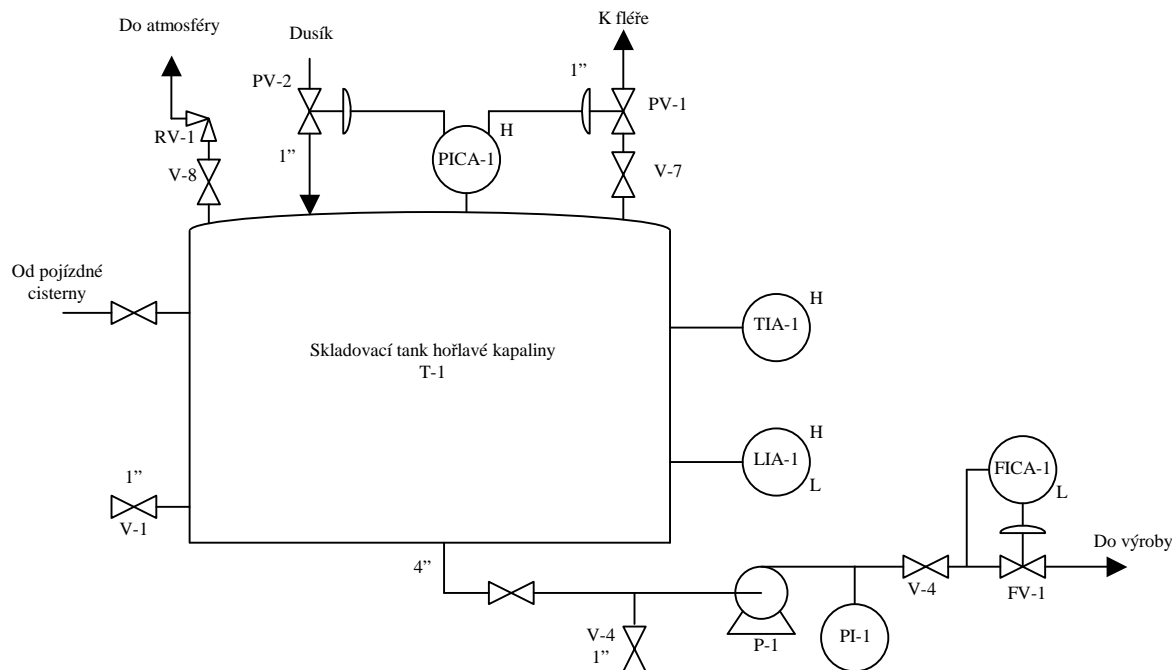 Do atmosféry
Dusík
K fléře
1”
PV-2
PV-1
H
RV-1
PICA-1
1”
V-8
V-7
Od pojízdné
cisterny
H
TIA-1
Skladovací tank hořlavé kapaliny
T-1
H
LIA-1
L
FICA-1
L
1”
V-1
Do výroby
4”
V-4
FV-1
V-4
1”
P-1
PI-1